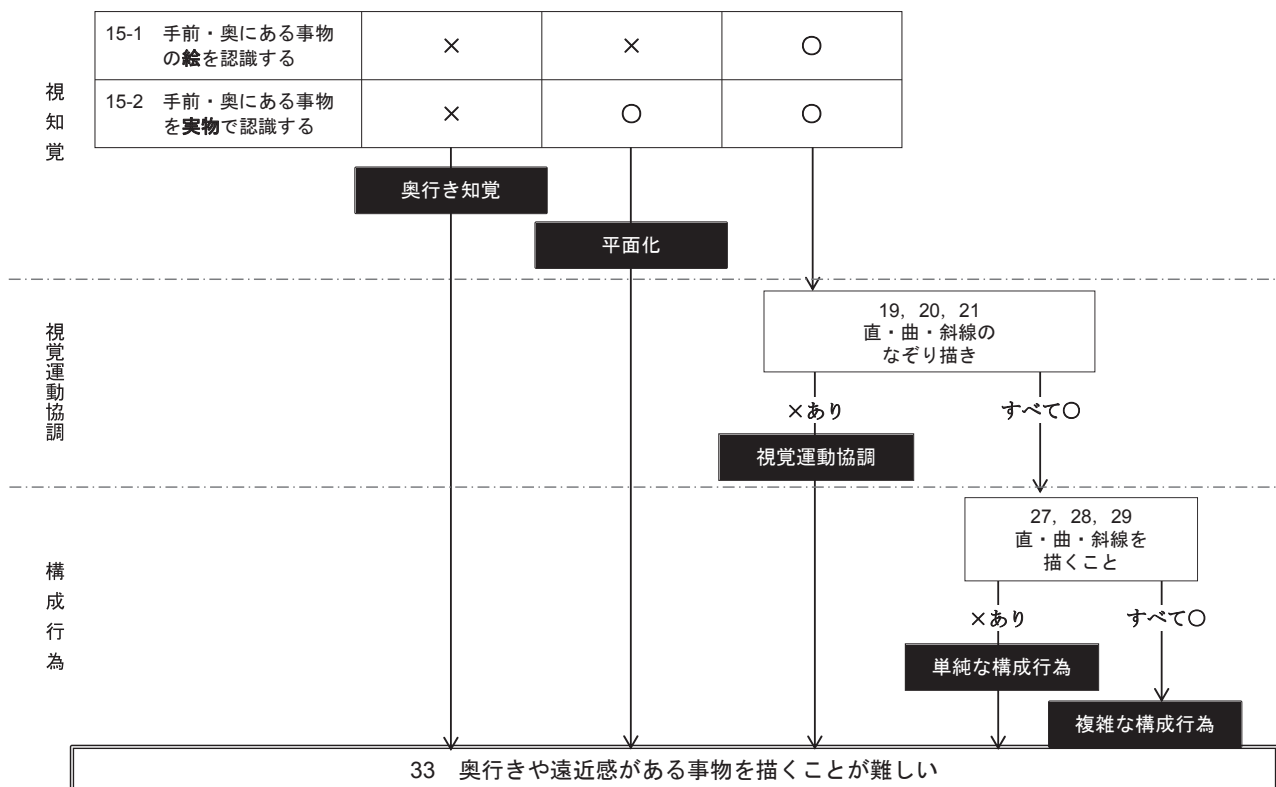 視知覚
15-1 手前・奥にある事物
の絵を認識する
× × ○
15-2 手前・奥にある事物
を実物で認識する
× ○ ○
奥行き知覚
平面化
視覚運動協調
19, 20, 21
直・曲・斜線の
なぞり描き
×あり
すべて○
視覚運動協調
構成行為
27, 28, 29
直・曲・斜線を
描くこと
×あり
すべて○
単純な構成行為
複雑な構成行為
33 奥行きや遠近感がある事物を描くことが難しい